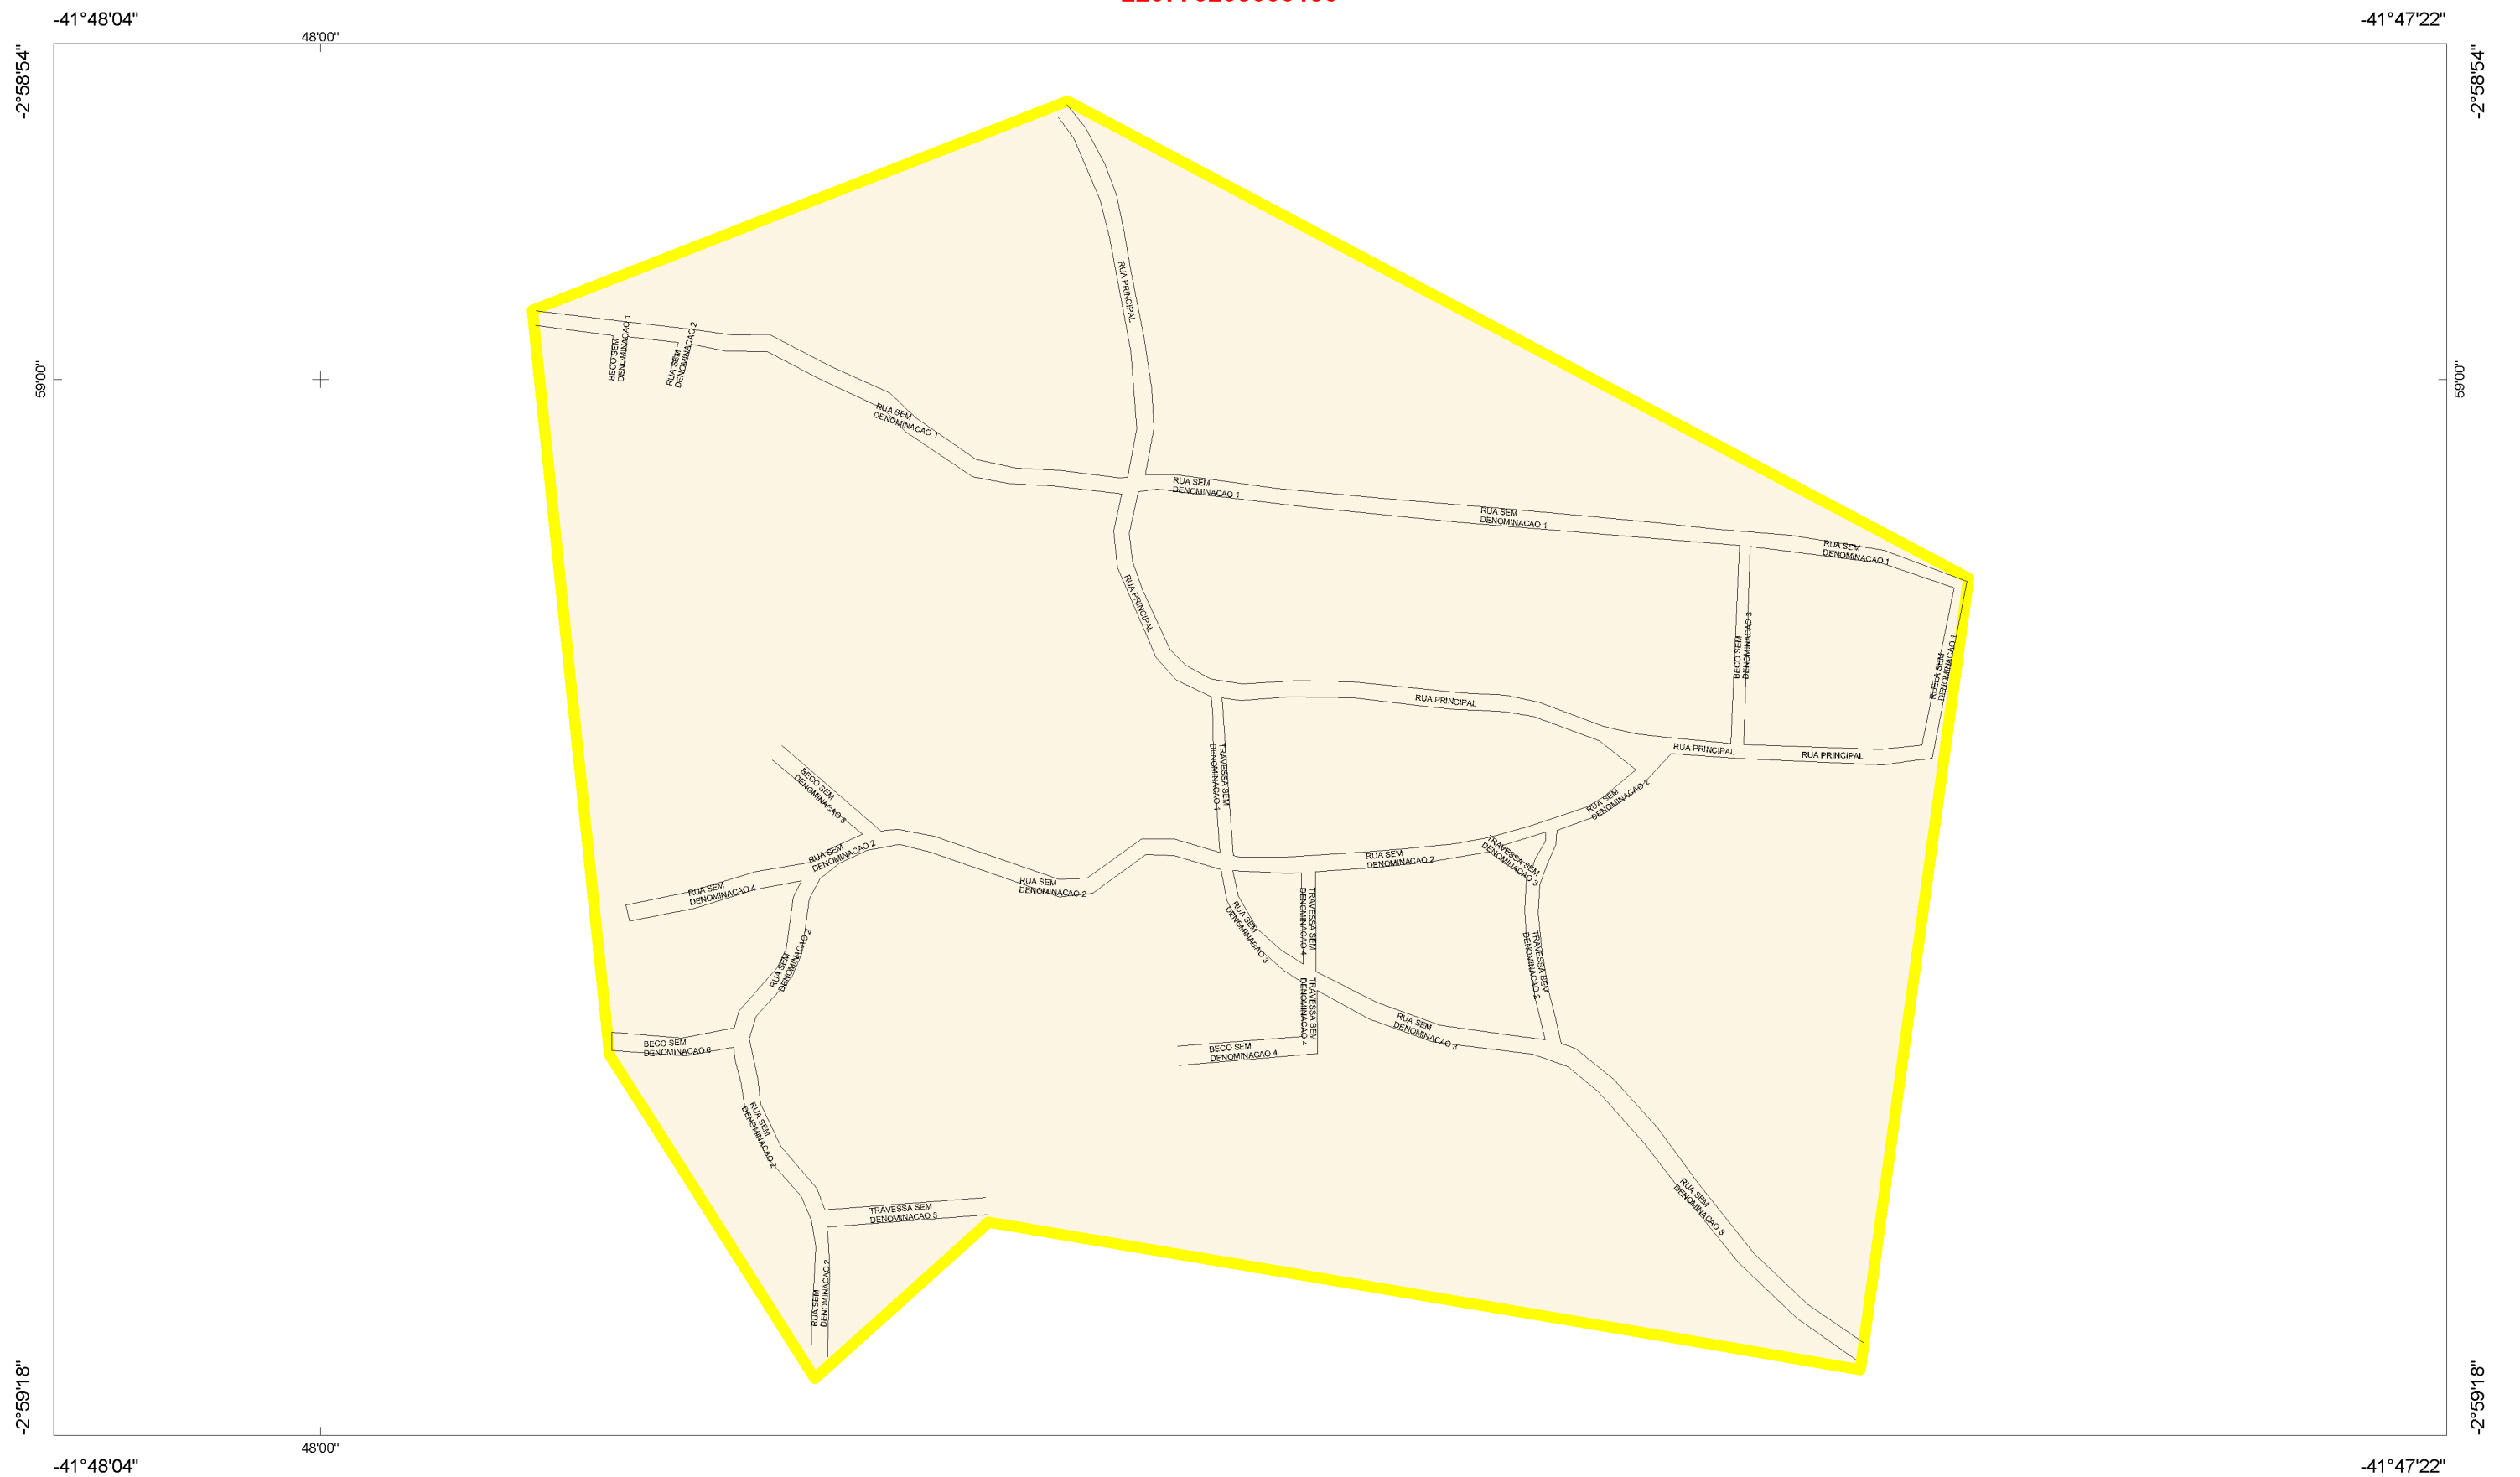 -41°48'04"
-41°47'22"
48'00"
-2°58'54"
-2°58'54"
59'00"
59'00"
RUA PRINCIPAL
BECO SEM
DENOMINACAO 1
RUA SEM
DENOMINACAO 2
RUA SEM
DENOMINACAO 1
RUA SEM
DENOMINACAO 1
RUA SEM
DENOMINACAO 1
RUA SEM
DENOMINACAO 1
RUA PRINCIPAL
BECO SEM
DENOMINACAO 3
RUELA SEM
DENOMINACAO 1
RUA PRINCIPAL
RUA PRINCIPAL
RUA PRINCIPAL
TRAVESSA SEM
DENOMINACAO 1
BECO SEM
DENOMINACAO 5
RUA SEM
DENOMINACAO 2
RUA SEM
DENOMINACAO 2
RUA SEM
DENOMINACAO 2
TRAVESSA SEM
DENOMINACAO 3
RUA SEM
DENOMINACAO 4
RUA SEM
DENOMINACAO 2
RUA SEM
DENOMINACAO 3
TRAVESSA SEM
DENOMINACAO 4
TRAVESSA SEM
DENOMINACAO 2
RUA SEM
DENOMINACAO 2
TRAVESSA SEM
DENOMINACAO 4
RUA SEM
DENOMINACAO 3
BECO SEM
DENOMINACAO 6
BECO SEM
DENOMINACAO 4
RUA SEM
DENOMINACAO 2
RUA SEM
DENOMINACAO 3
TRAVESSA SEM
DENOMINACAO 5
RUA SEM
DENOMINACAO 2
-2°59'18"
-2°59'18"
48'00"
-41°48'04"
-41°47'22"